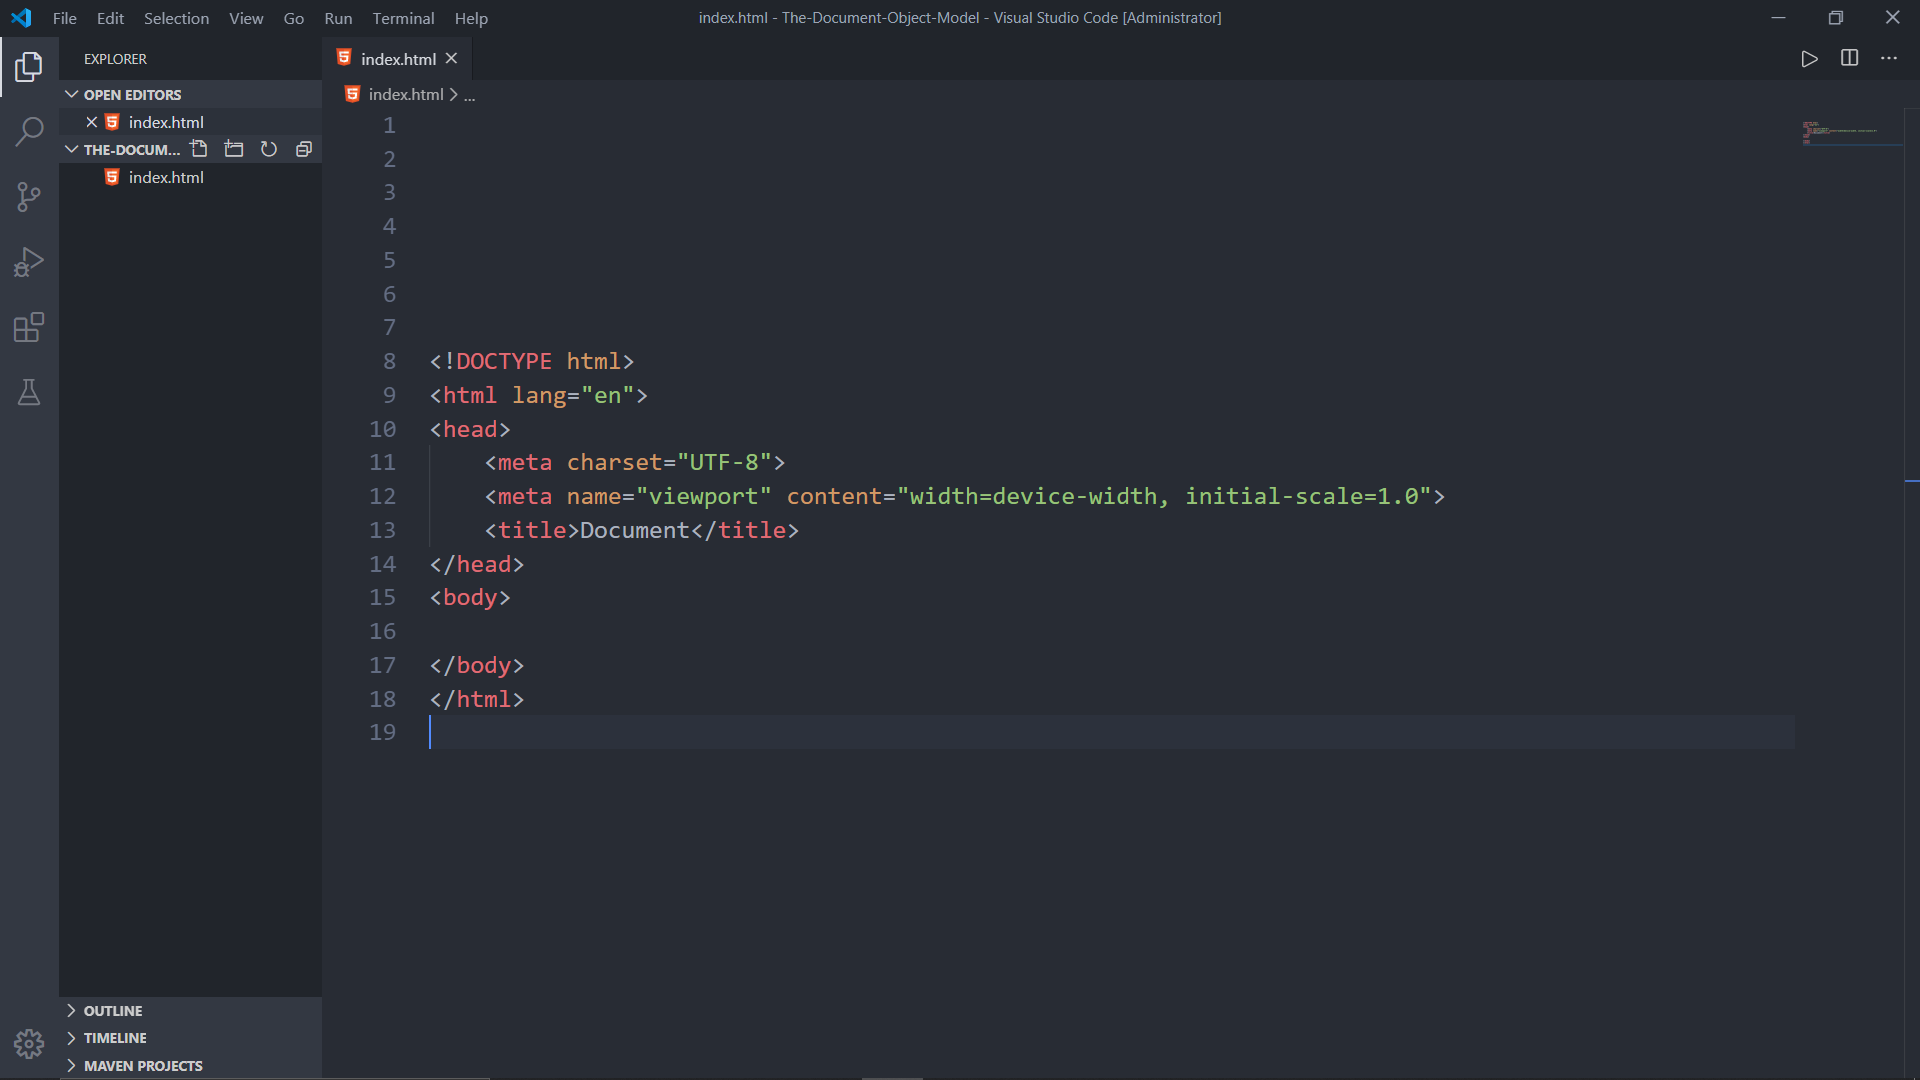 File Edit Selection View Go Run Terminal Help
index.html - The-Document-Object-Model - Visual Studio Code [Administrator]
EXPLORER
OPEN EDITORS
index.html
THE-DOCUM...
index.html
OUTLINE
TIMELINE
MAVEN PROJECTS
index.html
index.html > ...
1
2
3
4
5
6
7
8 <!DOCTYPE html>
9 <html lang="en">
10 <head>
11     <meta charset="UTF-8">
12     <meta name="viewport" content="width=device-width, initial-scale=1.0">
13     <title>Document</title>
14 </head>
15 <body>
16
17 </body>
18 </html>
19